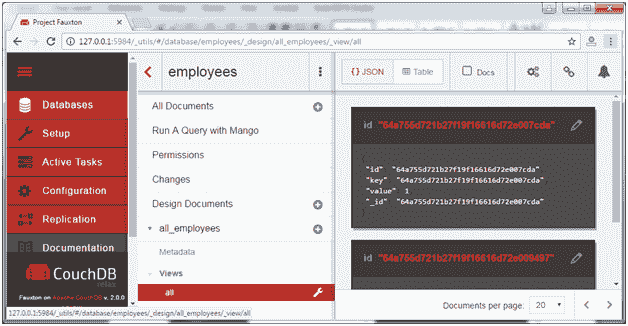 Project Fauxton
127.0.0.1:5984/_utils/#/database/employees/_design/all_employees/_view/all
employees
{} JSON
Table
Docs
Databases
Setup
Active Tasks
Configuration
Replication
Documentation
CouchDB
relax
Fauxton on Apache CouchDB v. 2.0.0
All Documents
Run A Query with Mango
Permissions
Changes
Design Documents
all_employees
Metadata
Views
all
id "64a755d721b27f19f16616d72e007cda"
"id" "64a755d721b27f19f16616d72e007cda"
"key" "64a755d721b27f19f16616d72e007cda"
"value" 1
"_id" "64a755d721b27f19f16616d72e007cda"
id "64a755d721b27f19f16616d72e009497"
Documents per page: 20
127.0.0.1:5984/_utils/#/database/employees/_design/all_employees/_view/all